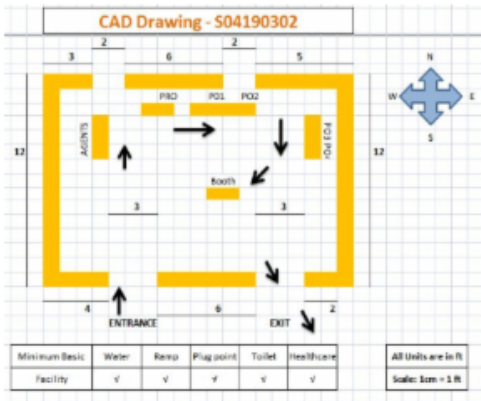 CAD Drawing - S04190302
2 2
3 6 5
N
W E
S
PRO PO1 PO2
AGENTS
PO3 PO4
12 12
Booth
3 3
4 6 2
ENTRANCE EXIT
Minimum Basic Water Ramp Plug point Toilet Healthcare
Facility √ √ √ √ √
All Units are in ft
Scale: 1cm = 1 ft